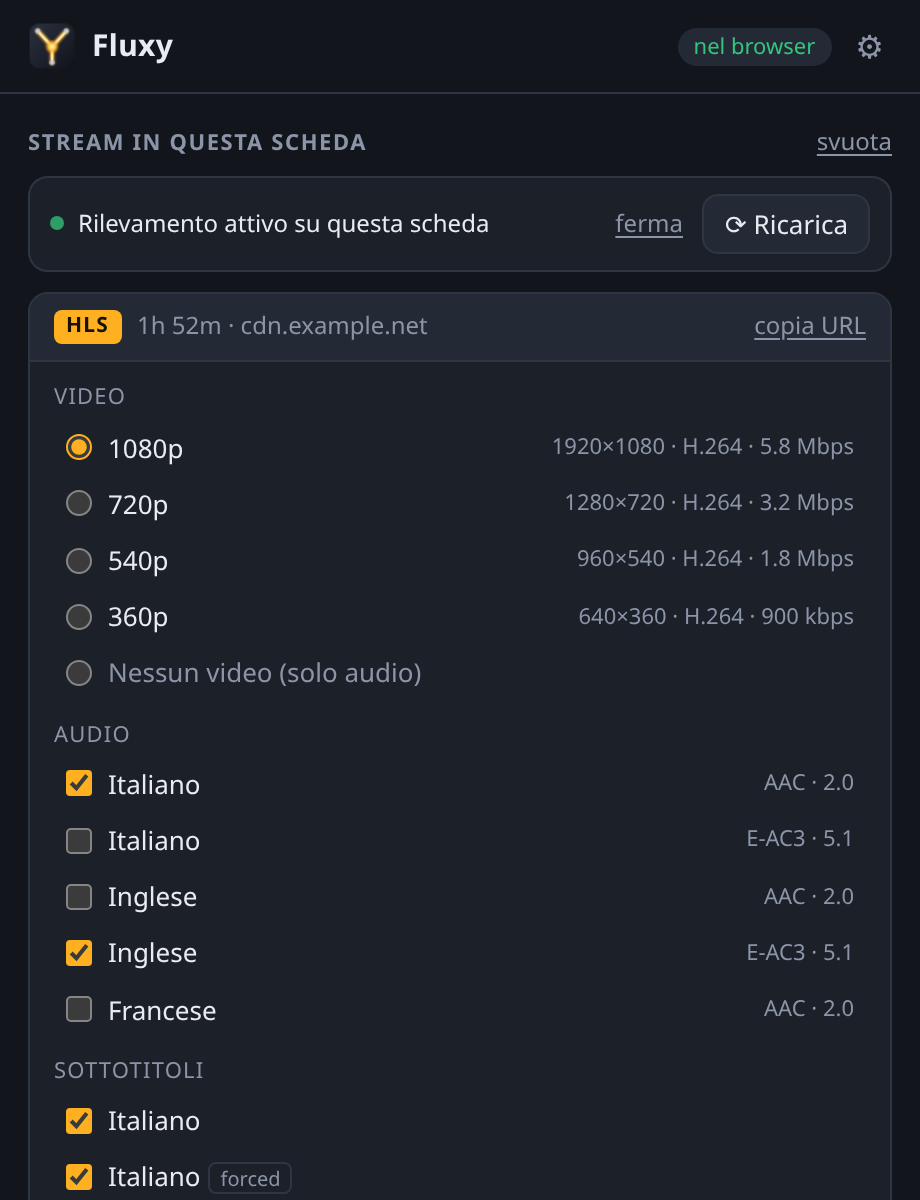 Fluxy
nel browser
STREAM IN QUESTA SCHEDA
svuota
Rilevamento attivo su questa scheda
ferma
⟳ Ricarica
HLS
1h 52m · cdn.example.net
copia URL
VIDEO
1080p
1920×1080 · H.264 · 5.8 Mbps
720p
1280×720 · H.264 · 3.2 Mbps
540p
960×540 · H.264 · 1.8 Mbps
360p
640×360 · H.264 · 900 kbps
Nessun video (solo audio)
AUDIO
Italiano
AAC · 2.0
Italiano
E-AC3 · 5.1
Inglese
AAC · 2.0
Inglese
E-AC3 · 5.1
Francese
AAC · 2.0
SOTTOTITOLI
Italiano
Italiano forced